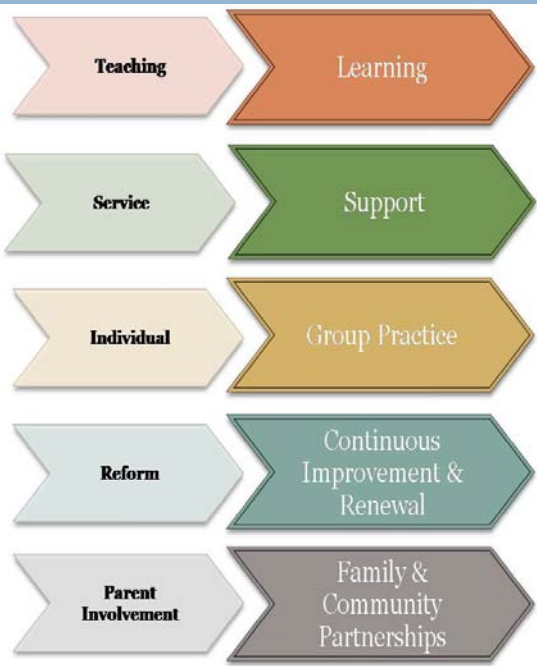 Teaching
Learning
Service
Support
Individual
Group Practice
Reform
Continuous
Improvement &
Renewal
Parent
Involvement
Family &
Community
Partnerships